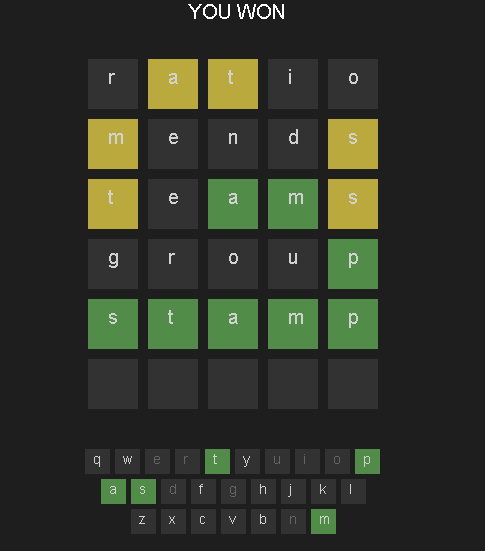 YOU WON
r a t i o
m e n d s
t e a m s
g r o u p
s t a m p
q w e r t y u i o p
a s d f g h j k l
z x c v b n m